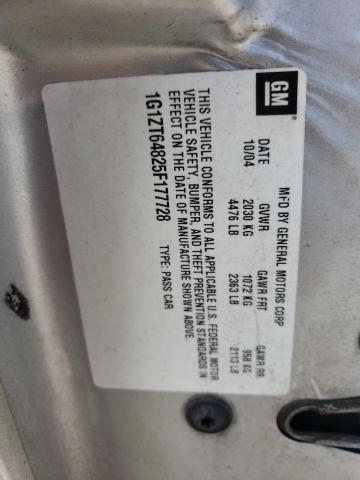 GM
MFD BY GENERAL MOTORS CORP
DATE GVWR GAWR FRT GAWR RR
10/04 2030 KG 1072 KG 958 KG
4476 LB 2363 LB 2113 LB
THIS VEHICLE CONFORMS TO ALL APPLICABLE U.S. FEDERAL MOTOR
VEHICLE SAFETY, BUMPER, AND THEFT PREVENTION STANDARDS IN
EFFECT ON THE DATE OF MANUFACTURE SHOWN ABOVE.
1G1ZT64825F177728 TYPE: PASS CAR